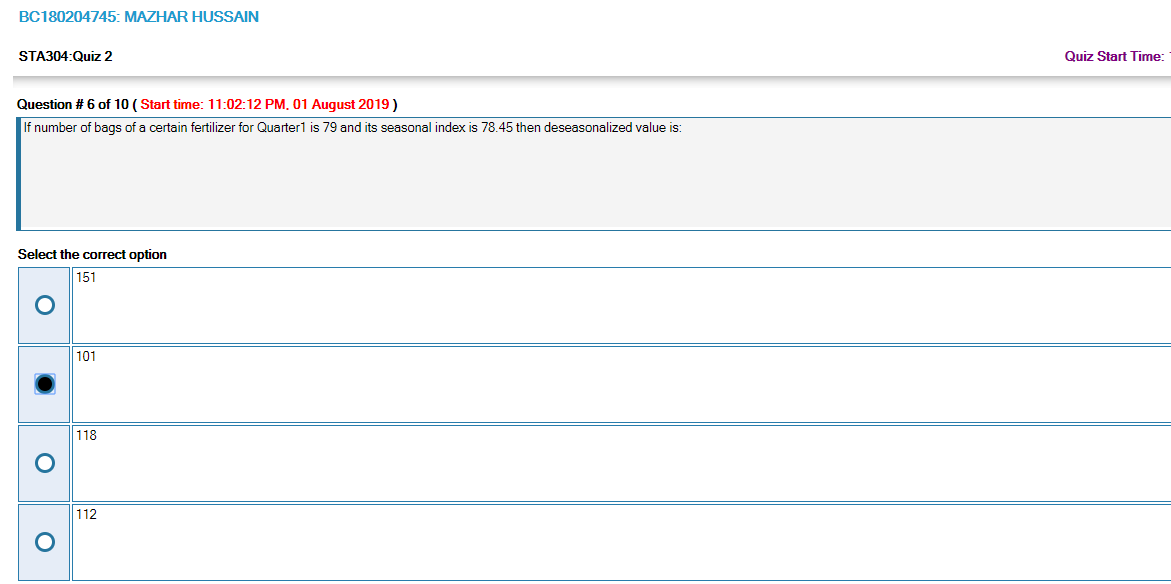 BC180204745: MAZHAR HUSSAIN
STA304:Quiz 2
Quiz Start Time:
Question # 6 of 10 ( Start time: 11:02:12 PM, 01 August 2019 )
If number of bags of a certain fertilizer for Quarter1 is 79 and its seasonal index is 78.45 then deseasonalized value is:
Select the correct option
151
101
118
112